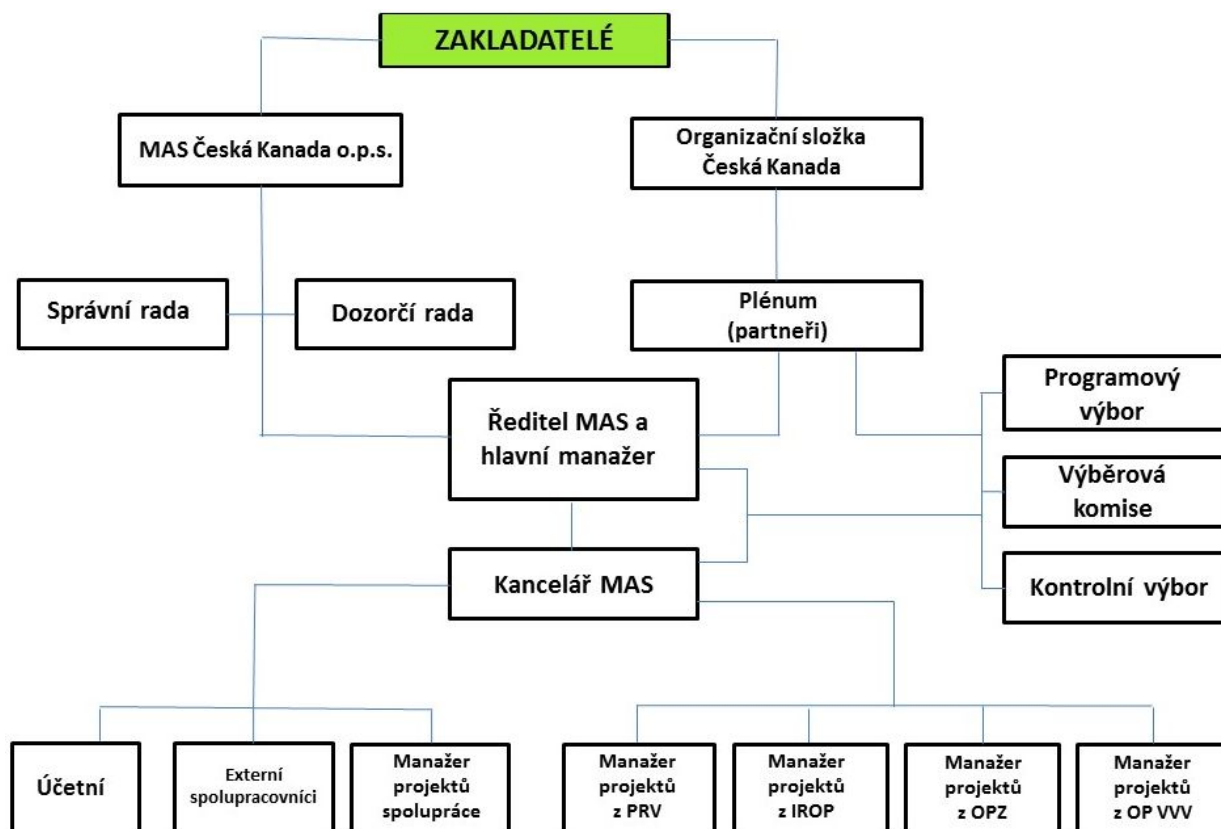 ZAKLADATELÉ
MAS Česká Kanada o.p.s.
Organizační složka
Česká Kanada
Správní rada
Dozorčí rada
Plénum
(partneři)
Programový
výbor
Ředitel MAS a
hlavní manažer
Výběrová
komise
Kancelář MAS
Kontrolní výbor
Účetní
Externí
spolupracovníci
Manažer
projektů
spolupráce
Manažer
projektů
z PRV
Manažer
projektů
z IROP
Manažer
projektů
z OPZ
Manažer
projektů
z OP VVV